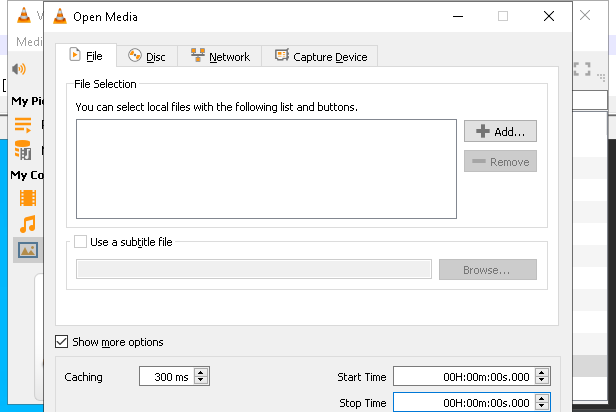 Open Media
Medi
File
Disc
Network
Capture Device
File Selection
You can select local files with the following list and buttons.
Add...
Remove
My Pi
My Co
Use a subtitle file
Browse...
Show more options
Caching
300 ms
Start Time
00H:00m:00s.000
Stop Time
00H:00m:00s.000